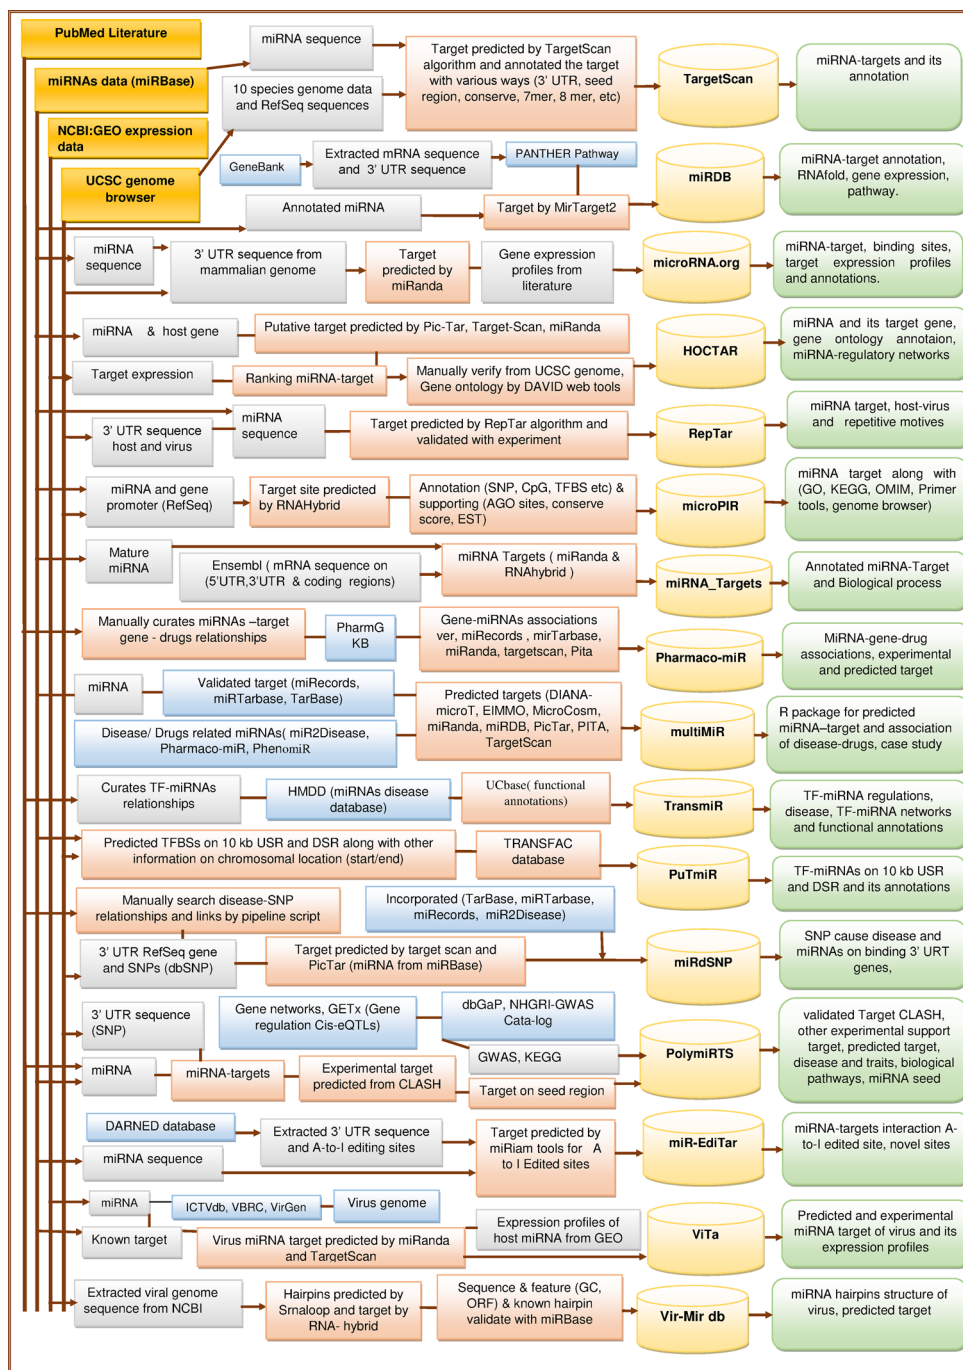 PubMed Literature
miRNAs data (miRBase)
NCBI:GEO expression
data
UCSC genome
browser
miRNA sequence
10 species genome data
and RefSeq sequences
Target predicted by TargetScan
algorithm and annotated the target
with various ways (3' UTR, seed
region, conserve, 7mer, 8 mer, etc)
TargetScan
miRNA-targets and its
annotation
GeneBank
Extracted mRNA sequence
and 3' UTR sequence
PANTHER Pathway
Annotated miRNA
Target by MirTarget2
miRDB
miRNA-target annotation,
RNAfold, gene expression,
pathway.
miRNA
sequence
3' UTR sequence from
mammalian genome
Target
predicted by
miRanda
Gene expression
profiles from
literature
microRNA.org
miRNA-target, binding sites,
target expression profiles
and annotations.
miRNA & host gene
Putative target predicted by Pic-Tar, Target-Scan, miRanda
Target expression
Ranking miRNA-target
Manually verify from UCSC genome,
Gene ontology by DAVID web tools
HOCTAR
miRNA and its target gene,
gene ontology annotaion,
miRNA-regulatory networks
3' UTR sequence
host and virus
miRNA
sequence
Target predicted by RepTar algorithm and
validated with experiment
RepTar
miRNA target, host-virus
and repetitive motives
miRNA and gene
promoter (RefSeq)
Target site predicted
by RNAHybrid
Annotation (SNP, CpG, TFBS etc) &
supporting (AGO sites, conserve
score, EST)
microPIR
miRNA target along with
(GO, KEGG, OMIM, Primer
tools, genome browser)
Mature
miRNA
Ensembl ( mRNA sequence on
(5'UTR,3'UTR & coding regions)
miRNA Targets ( miRanda &
RNAhybrid )
miRNA_Targets
Annotated miRNA-Target
and Biological process
Manually curates miRNAs –target
gene - drugs relationships
PharmG
KB
Gene-miRNAs associations
ver, miRecords , mirTarbase,
miRanda, targetscan, Pita
Pharmaco-miR
MiRNA-gene-drug
associations, experimental
and predicted target
miRNA
Validated target (miRecords,
miRTarbase, TarBase)
Disease/ Drugs related miRNAs( miR2Disease,
Pharmaco-miR, PhenomiR)
Predicted targets (DIANA-
microT, EIMMO, MicroCosm,
miRanda, miRDB, PicTar, PITA,
TargetScan
multiMiR
R package for predicted
miRNA–target and association
of disease-drugs, case study
Curates TF-miRNAs
relationships
HMDD (miRNAs disease
database)
UCbase( functional
annotations)
TransmiR
TF-miRNA regulations,
disease, TF-miRNA networks
and functional annotations
Predicted TFBSs on 10 kb USR and DSR along with other
information on chromosomal location (start/end)
TRANSFAC
database
PuTmiR
TF-miRNAs on 10 kb USR
and DSR and its annotations
Manually search disease-SNP
relationships and links by pipeline script
Incorporated (TarBase, miRTarbase,
miRecords, miR2Disease)
3' UTR RefSeq gene
and SNPs (dbSNP)
Target predicted by target scan and
PicTar (miRNA from miRBase)
miRdSNP
SNP cause disease and
miRNAs on binding 3' URT
genes,
3' UTR sequence
(SNP)
Gene networks, GETx (Gene
regulation Cis-eQTLs)
dbGaP, NHGRI-GWAS
Cata-log
GWAS, KEGG
miRNA
miRNA-targets
Experimental target
predicted from CLASH
Target on seed region
PolymiRTS
validated Target CLASH,
other experimental support
target, predicted target,
disease and traits, biological
pathways, miRNA seed
DARNED database
Extracted 3' UTR sequence
and A-to-I editing sites
miRNA sequence
Target predicted by
miRiam tools for A
to I Edited sites
miR-EdiTar
miRNA-targets interaction A-
to-I edited site, novel sites
miRNA
ICTVdb, VBRC, VirGen
Virus genome
Known target
Virus miRNA target predicted by miRanda
and TargetScan
Expression profiles of
host miRNA from GEO
ViTa
Predicted and experimental
miRNA target of virus and its
expression profiles
Extracted viral genome
sequence from NCBI
Hairpins predicted by
Srnaloop and target by
RNA- hybrid
Sequence & feature (GC,
ORF) & known hairpin
validate with miRBase
Vir-Mir db
miRNA hairpins structure of
virus, predicted target